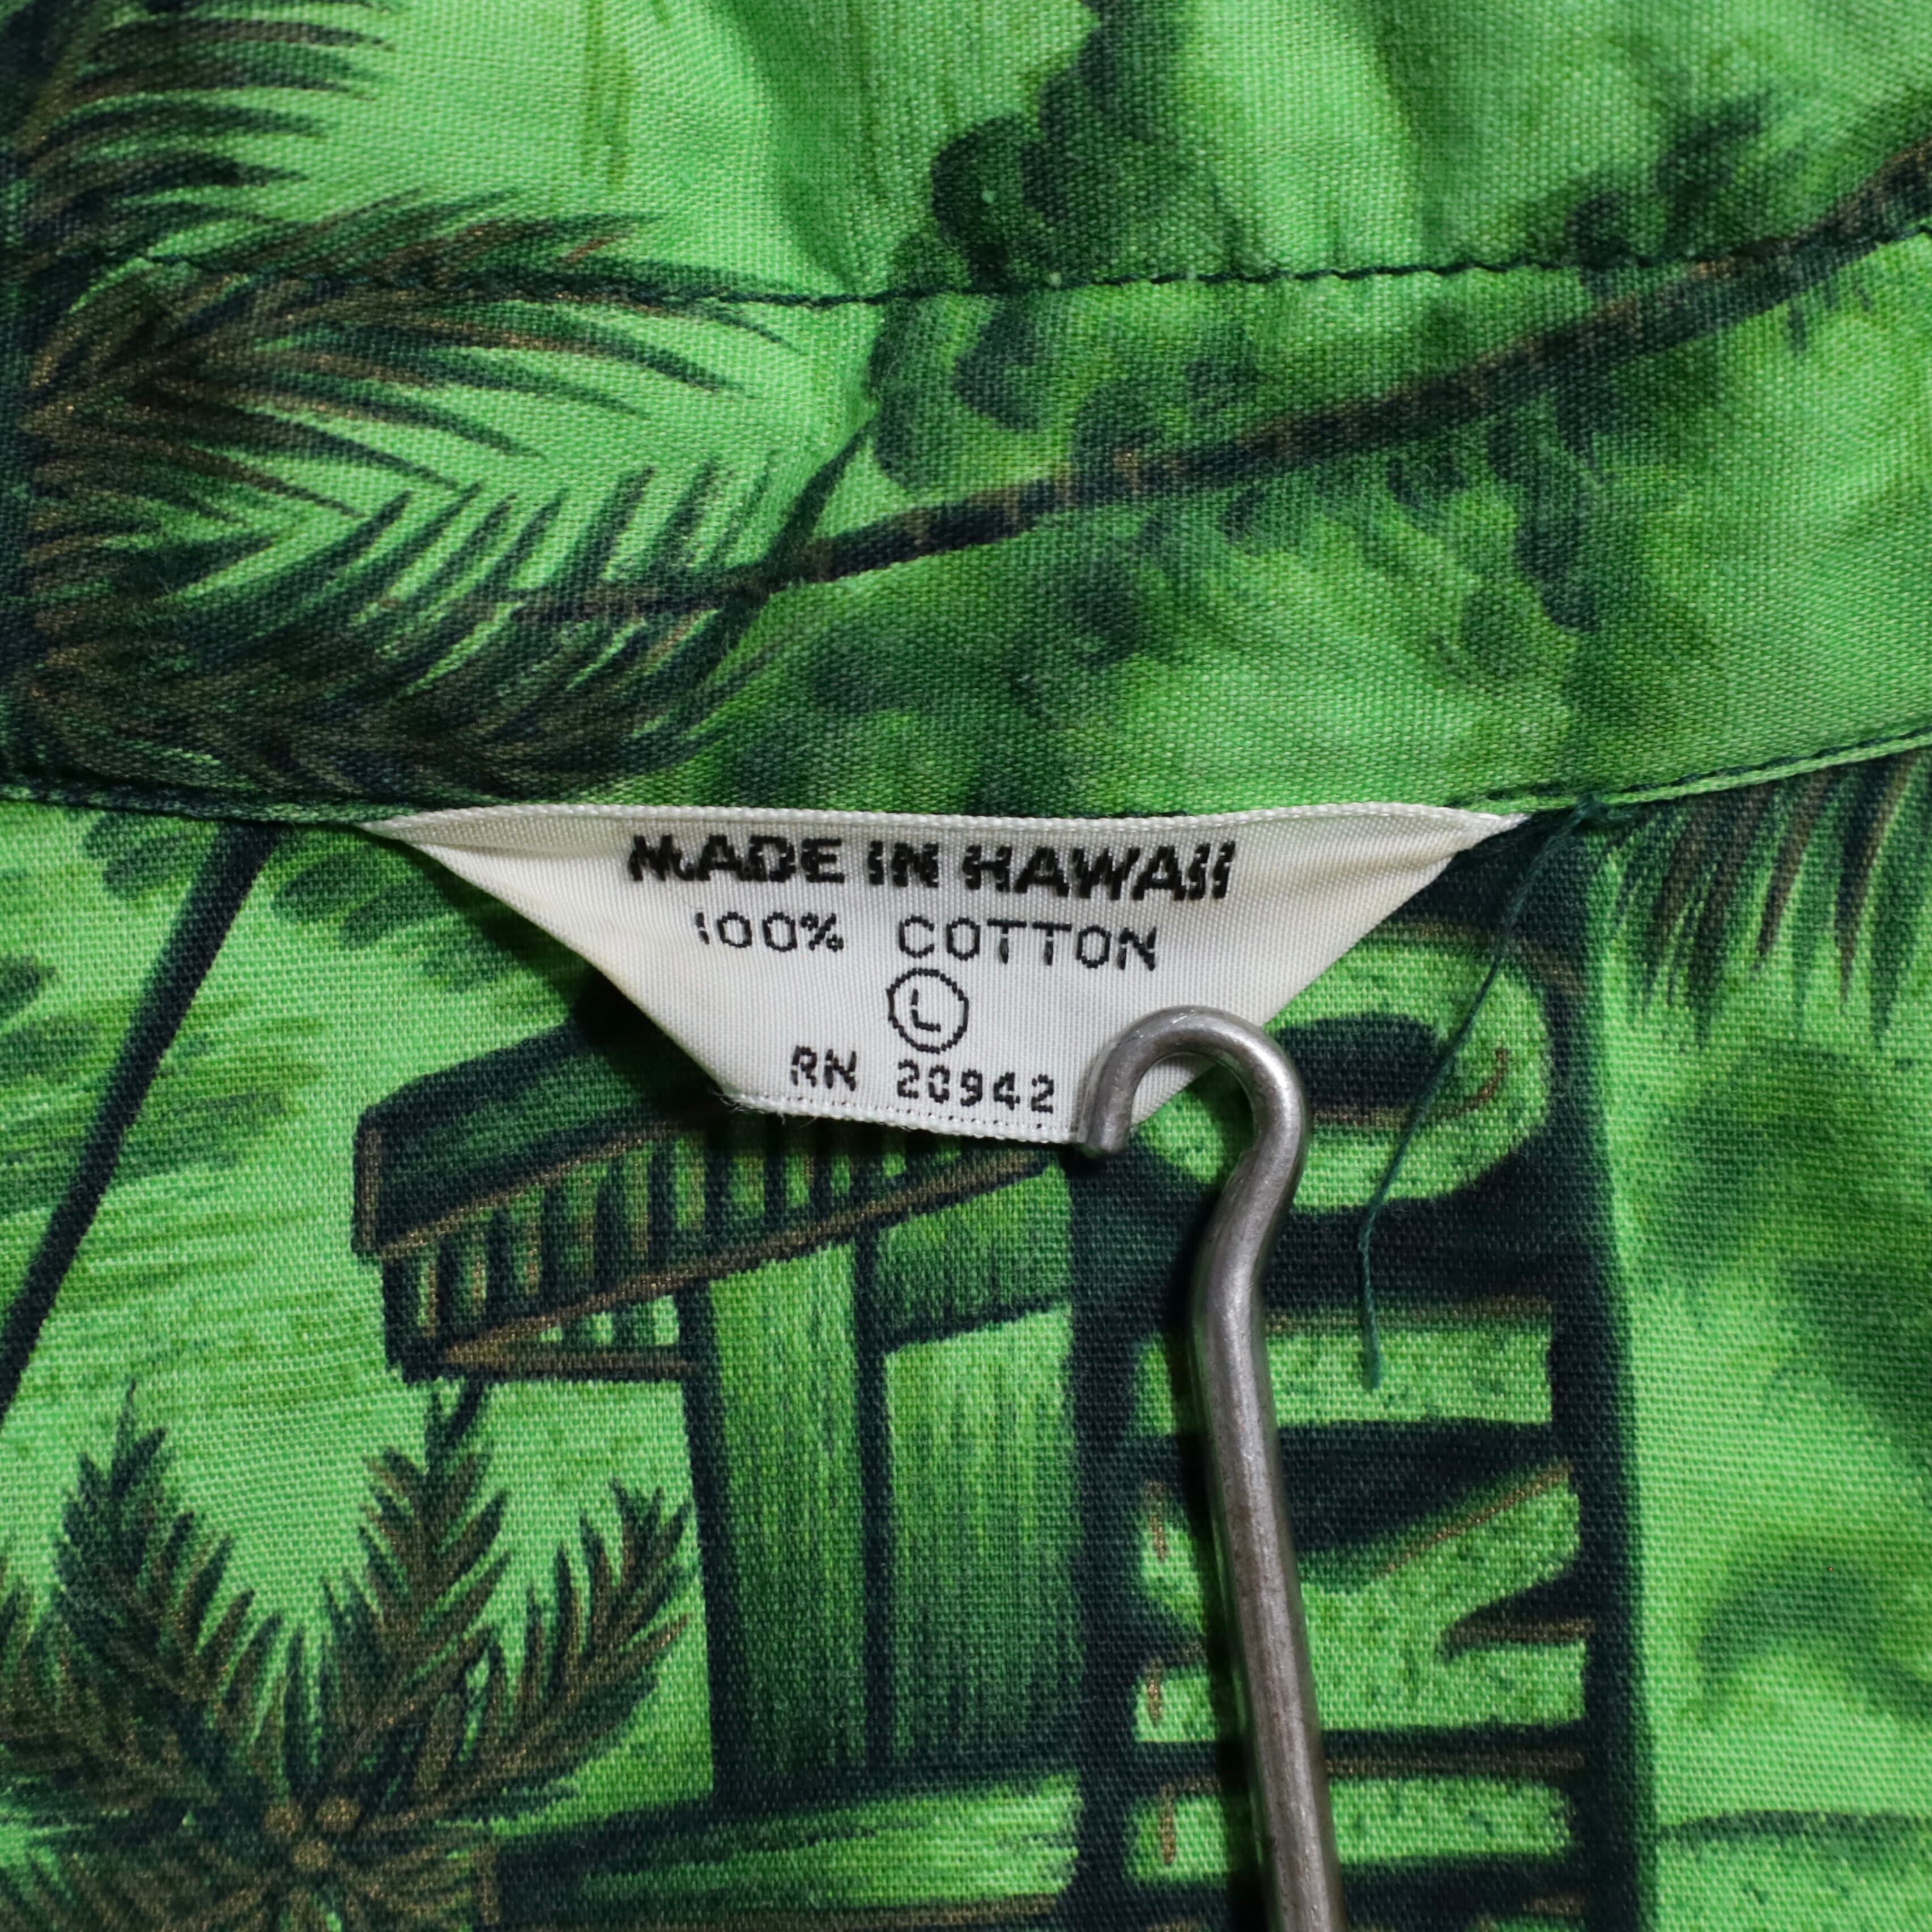 MADE IN HAWAII
100% COTTON
L
RN 20942